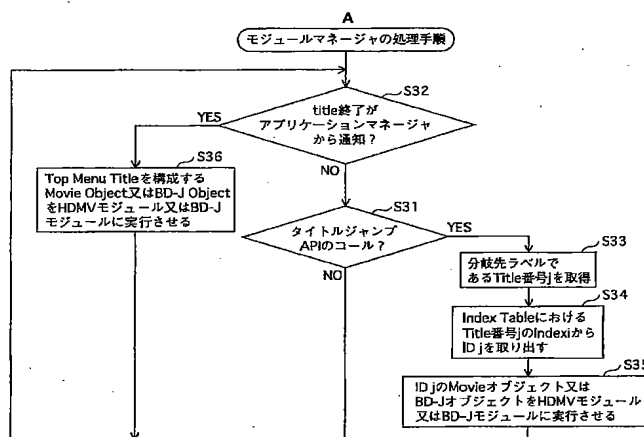 A
モジュールマネージャの処理手順
S32
title終了が
アプリケーションマネージャ
から通知？
YES
NO
S36
Top Menu Titleを構成する
Movie Object又はBD-J Object
をHDMVモジュール又はBD-J
モジュールに実行させる
S31
タイトルジャンプ
APIのコール？
YES
NO
S33
分岐先ラベルで
あるTitle番号jを取得
S34
Index Tableにおける
Title番号jのIndexiから
ID jを取り出す
S35
ID jのMovieオブジェクト又は
BD-JオブジェクトをHDMVモジュール
又はBD-Jモジュールに実行させる